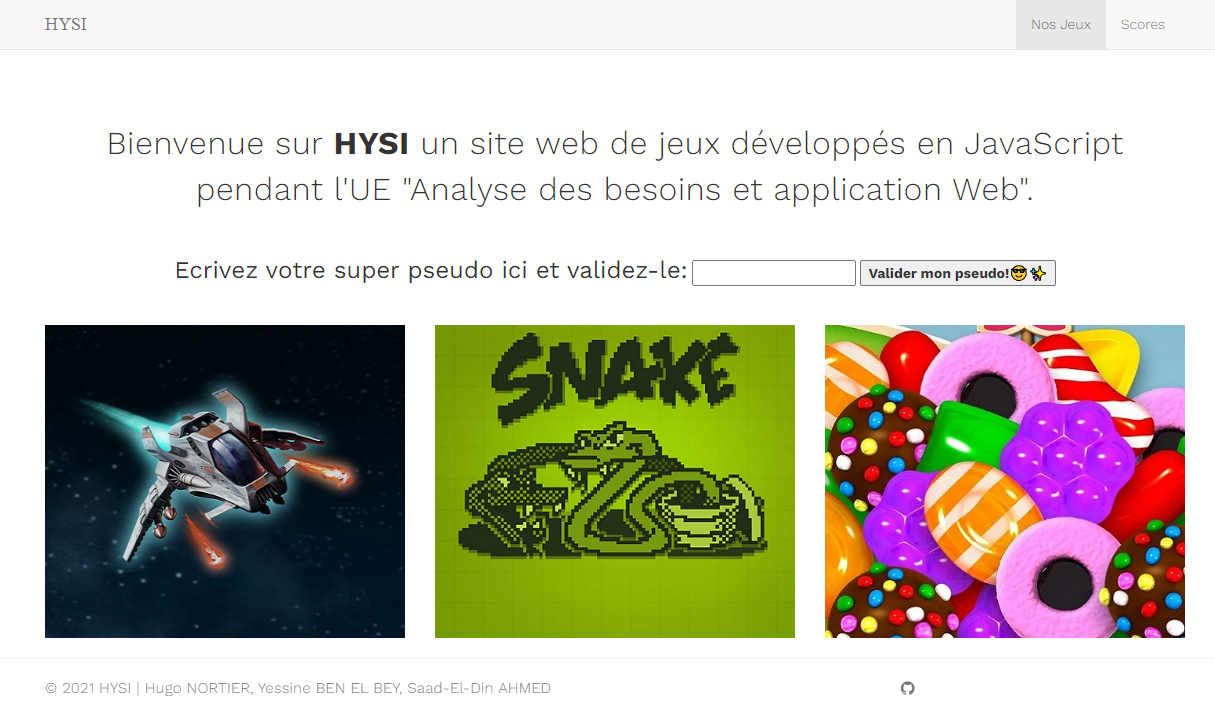 HYSI
Nos Jeux
Scores
Bienvenue sur HYSI un site web de jeux développés en JavaScript
pendant l'UE "Analyse des besoins et application Web".
Ecrivez votre super pseudo ici et validez-le:
Valider mon pseudo!😎✨
SNAKE
© 2021 HYSI | Hugo NORTIER, Yessine BEN EL BEY, Saad-El-Din AHMED